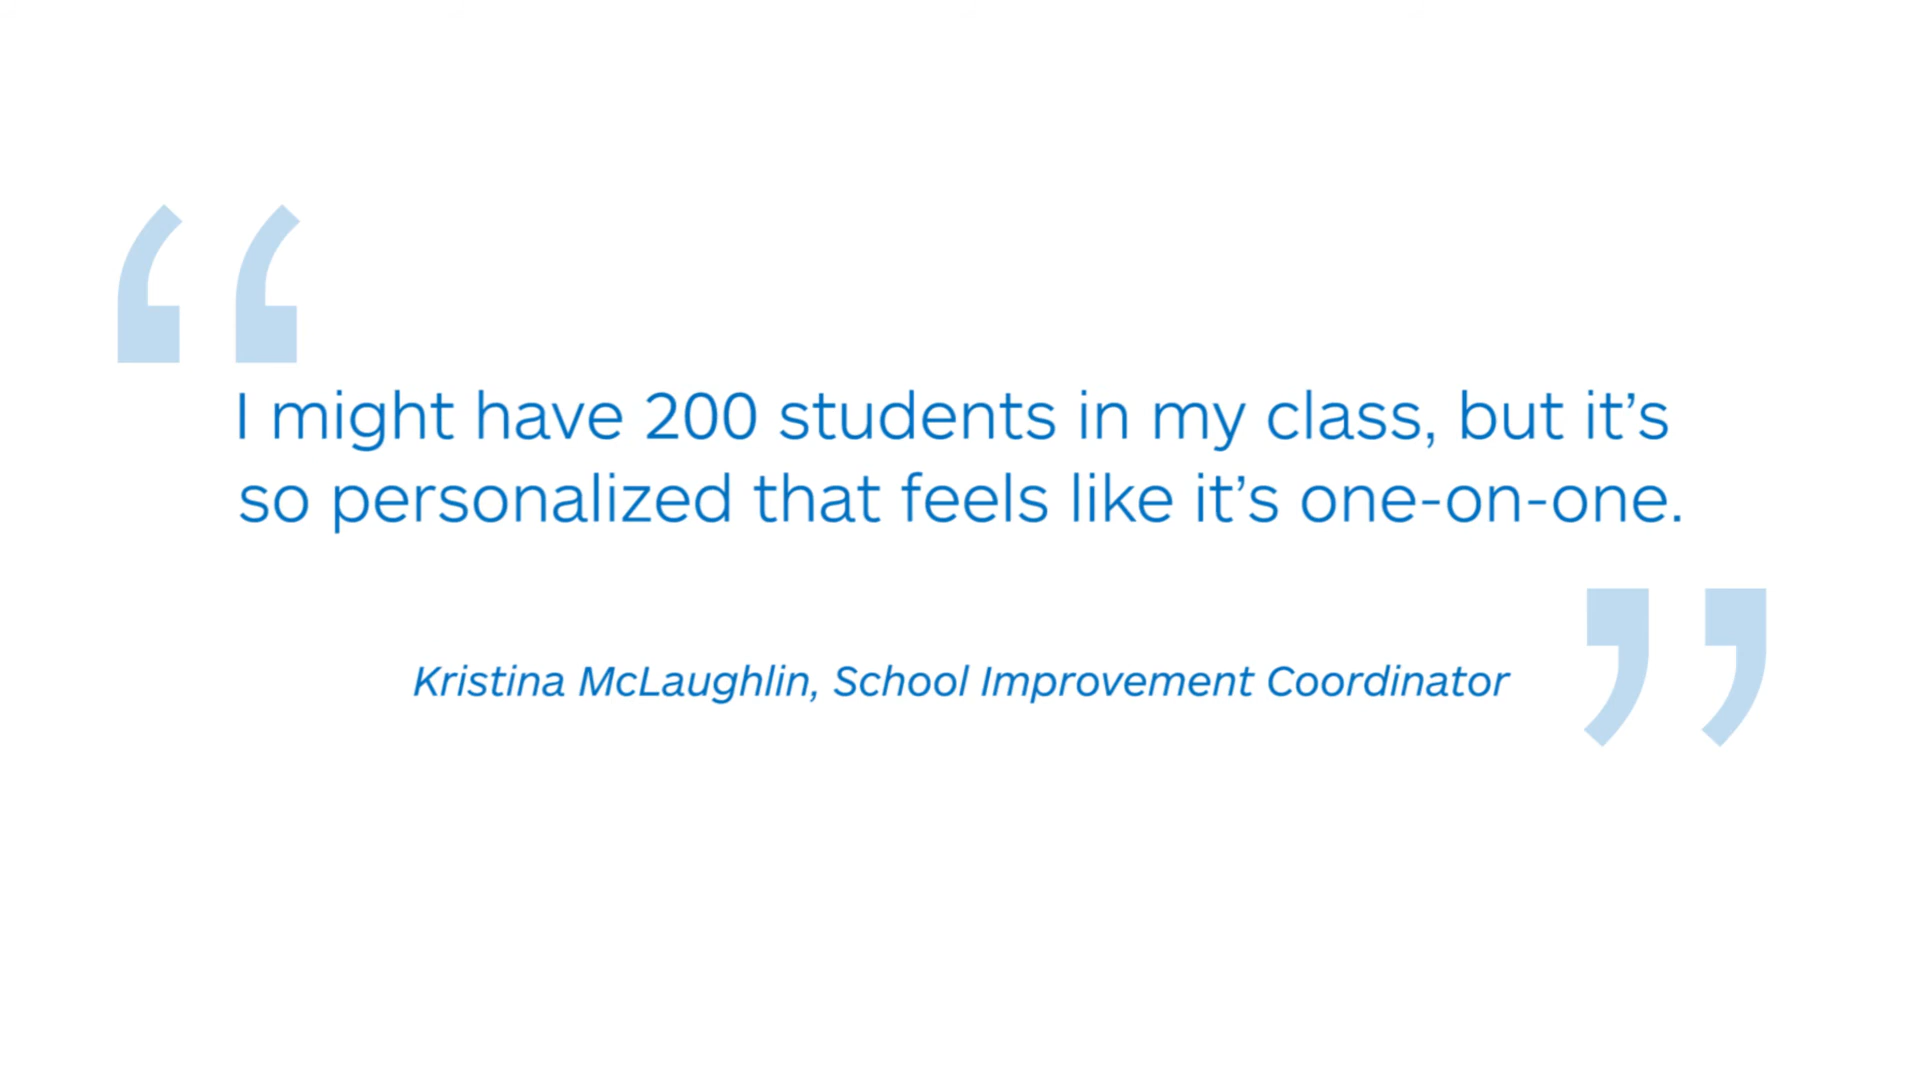 “
I might have 200 students in my class, but it’s
so personalized that feels like it’s one-on-one.
”
Kristina McLaughlin, School Improvement Coordinator